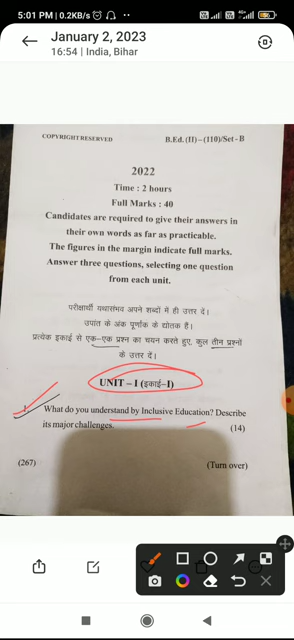 5:01 PM | 0.2KB/s
January 2, 2023
16:54 | India, Bihar
COPYRIGHT RESERVED B.Ed. (II)–(110)/Set-B
2022
Time : 2 hours
Full Marks : 40
Candidates are required to give their answers in
their own words as far as practicable.
The figures in the margin indicate full marks.
Answer three questions, selecting one question
from each unit.
परीक्षार्थी यथासंभव अपने शब्दों में ही उत्तर दें।
उपांत के अंक पूर्णांक के द्योतक हैं।
प्रत्येक इकाई से एक-एक प्रश्न का चयन करते हुए, कुल तीन प्रश्नों
के उत्तर दें।
UNIT – I (इकाई–I)
What do you understand by Inclusive Education? Describe
its major challenges. (14)
(267) (Turn over)